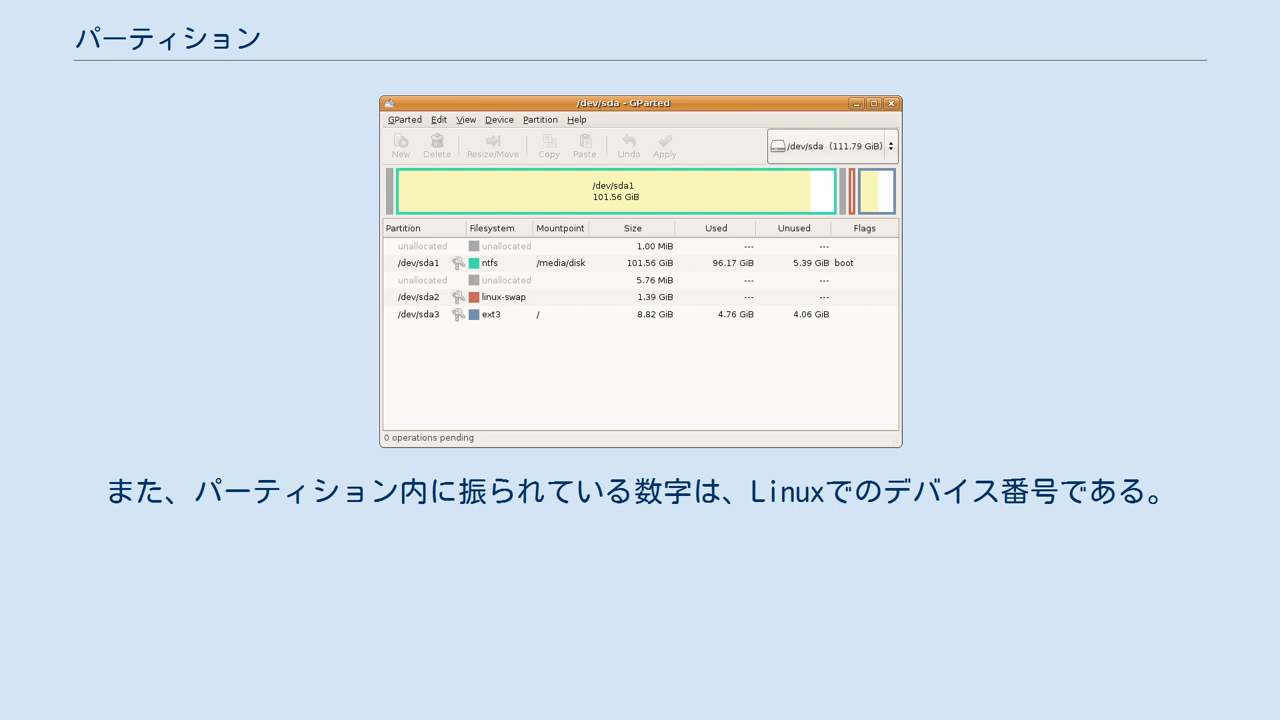 パーティション
/dev/sda - GParted
GParted Edit View Device Partition Help
New Delete Resize/Move Copy Paste Undo Apply /dev/sda (111.79 GiB)
/dev/sda1
101.56 GiB
Partition Filesystem Mountpoint Size Used Unused Flags
unallocated unallocated 1.00 MiB --- ---
/dev/sda1 ntfs /media/disk 101.56 GiB 96.17 GiB 5.39 GiB boot
unallocated unallocated 5.76 MiB --- ---
/dev/sda2 linux-swap 1.39 GiB --- ---
/dev/sda3 ext3 / 8.82 GiB 4.76 GiB 4.06 GiB
0 operations pending
また、パーティション内に振られている数字は、Linuxでのデバイス番号である。